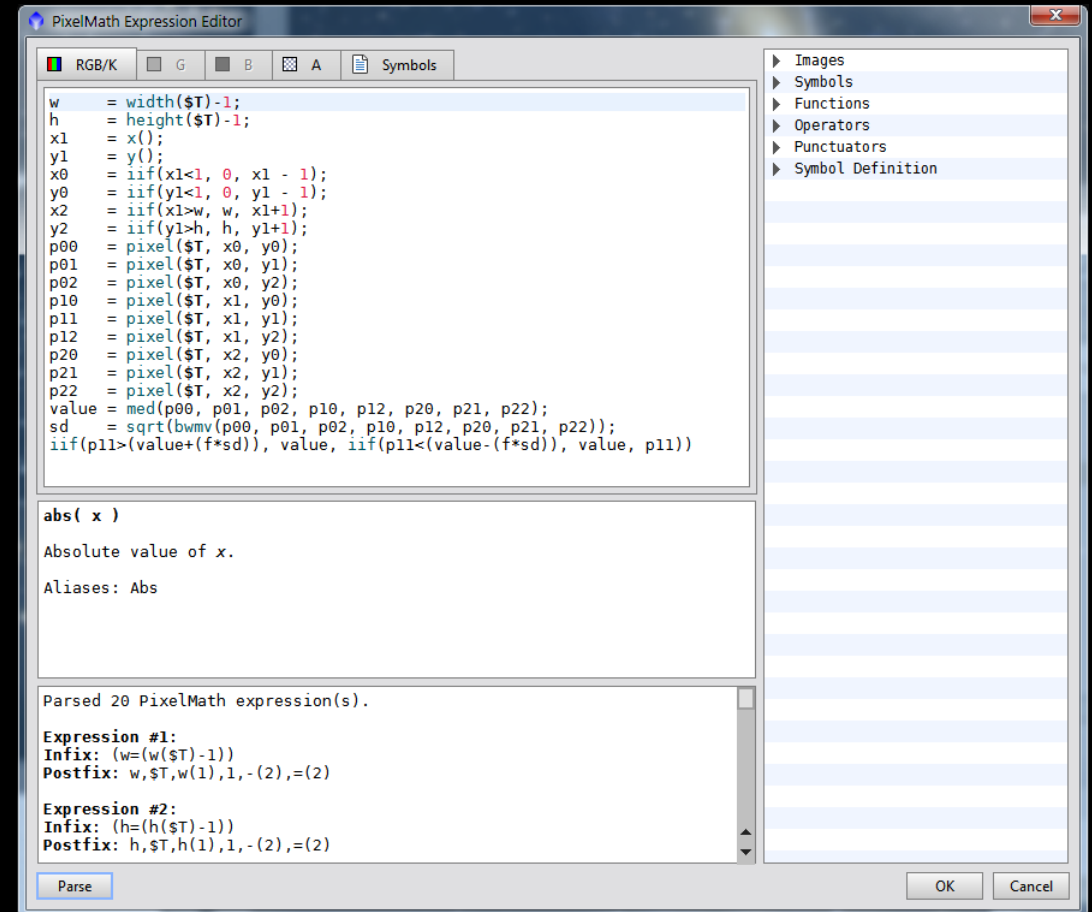 PixelMath Expression Editor
RGB/K G B A Symbols
w = width($T)-1;
h = height($T)-1;
x1 = x();
y1 = y();
x0 = iif(x1<1, 0, x1 - 1);
y0 = iif(y1<1, 0, y1 - 1);
x2 = iif(x1>w, w, x1+1);
y2 = iif(y1>h, h, y1+1);
p00 = pixel($T, x0, y0);
p01 = pixel($T, x0, y1);
p02 = pixel($T, x0, y2);
p10 = pixel($T, x1, y0);
p11 = pixel($T, x1, y1);
p12 = pixel($T, x1, y2);
p20 = pixel($T, x2, y0);
p21 = pixel($T, x2, y1);
p22 = pixel($T, x2, y2);
value = med(p00, p01, p02, p10, p12, p20, p21, p22);
sd = sqrt(bwmv(p00, p01, p02, p10, p12, p20, p21, p22));
iif(p11>(value+(f*sd)), value, iif(p11<(value-(f*sd)), value, p11))
abs( x )
Absolute value of x.
Aliases: Abs
Parsed 20 PixelMath expression(s).
Expression #1:
Infix: (w=(w($T)-1))
Postfix: w,$T,w(1),1,-(2),=(2)
Expression #2:
Infix: (h=(h($T)-1))
Postfix: h,$T,h(1),1,-(2),=(2)
Images
Symbols
Functions
Operators
Punctuators
Symbol Definition
Parse
OK
Cancel